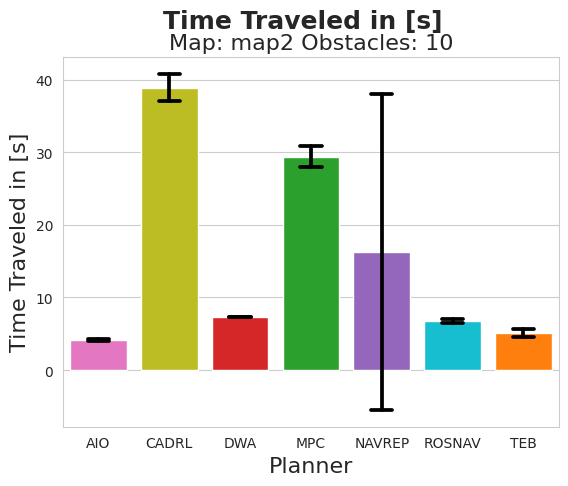 Time Traveled in [s]
Map: map2 Obstacles: 10
Time Traveled in [s]
40
30
20
10
0
AIO CADRL DWA MPC NAVREP ROSNAV TEB
Planner